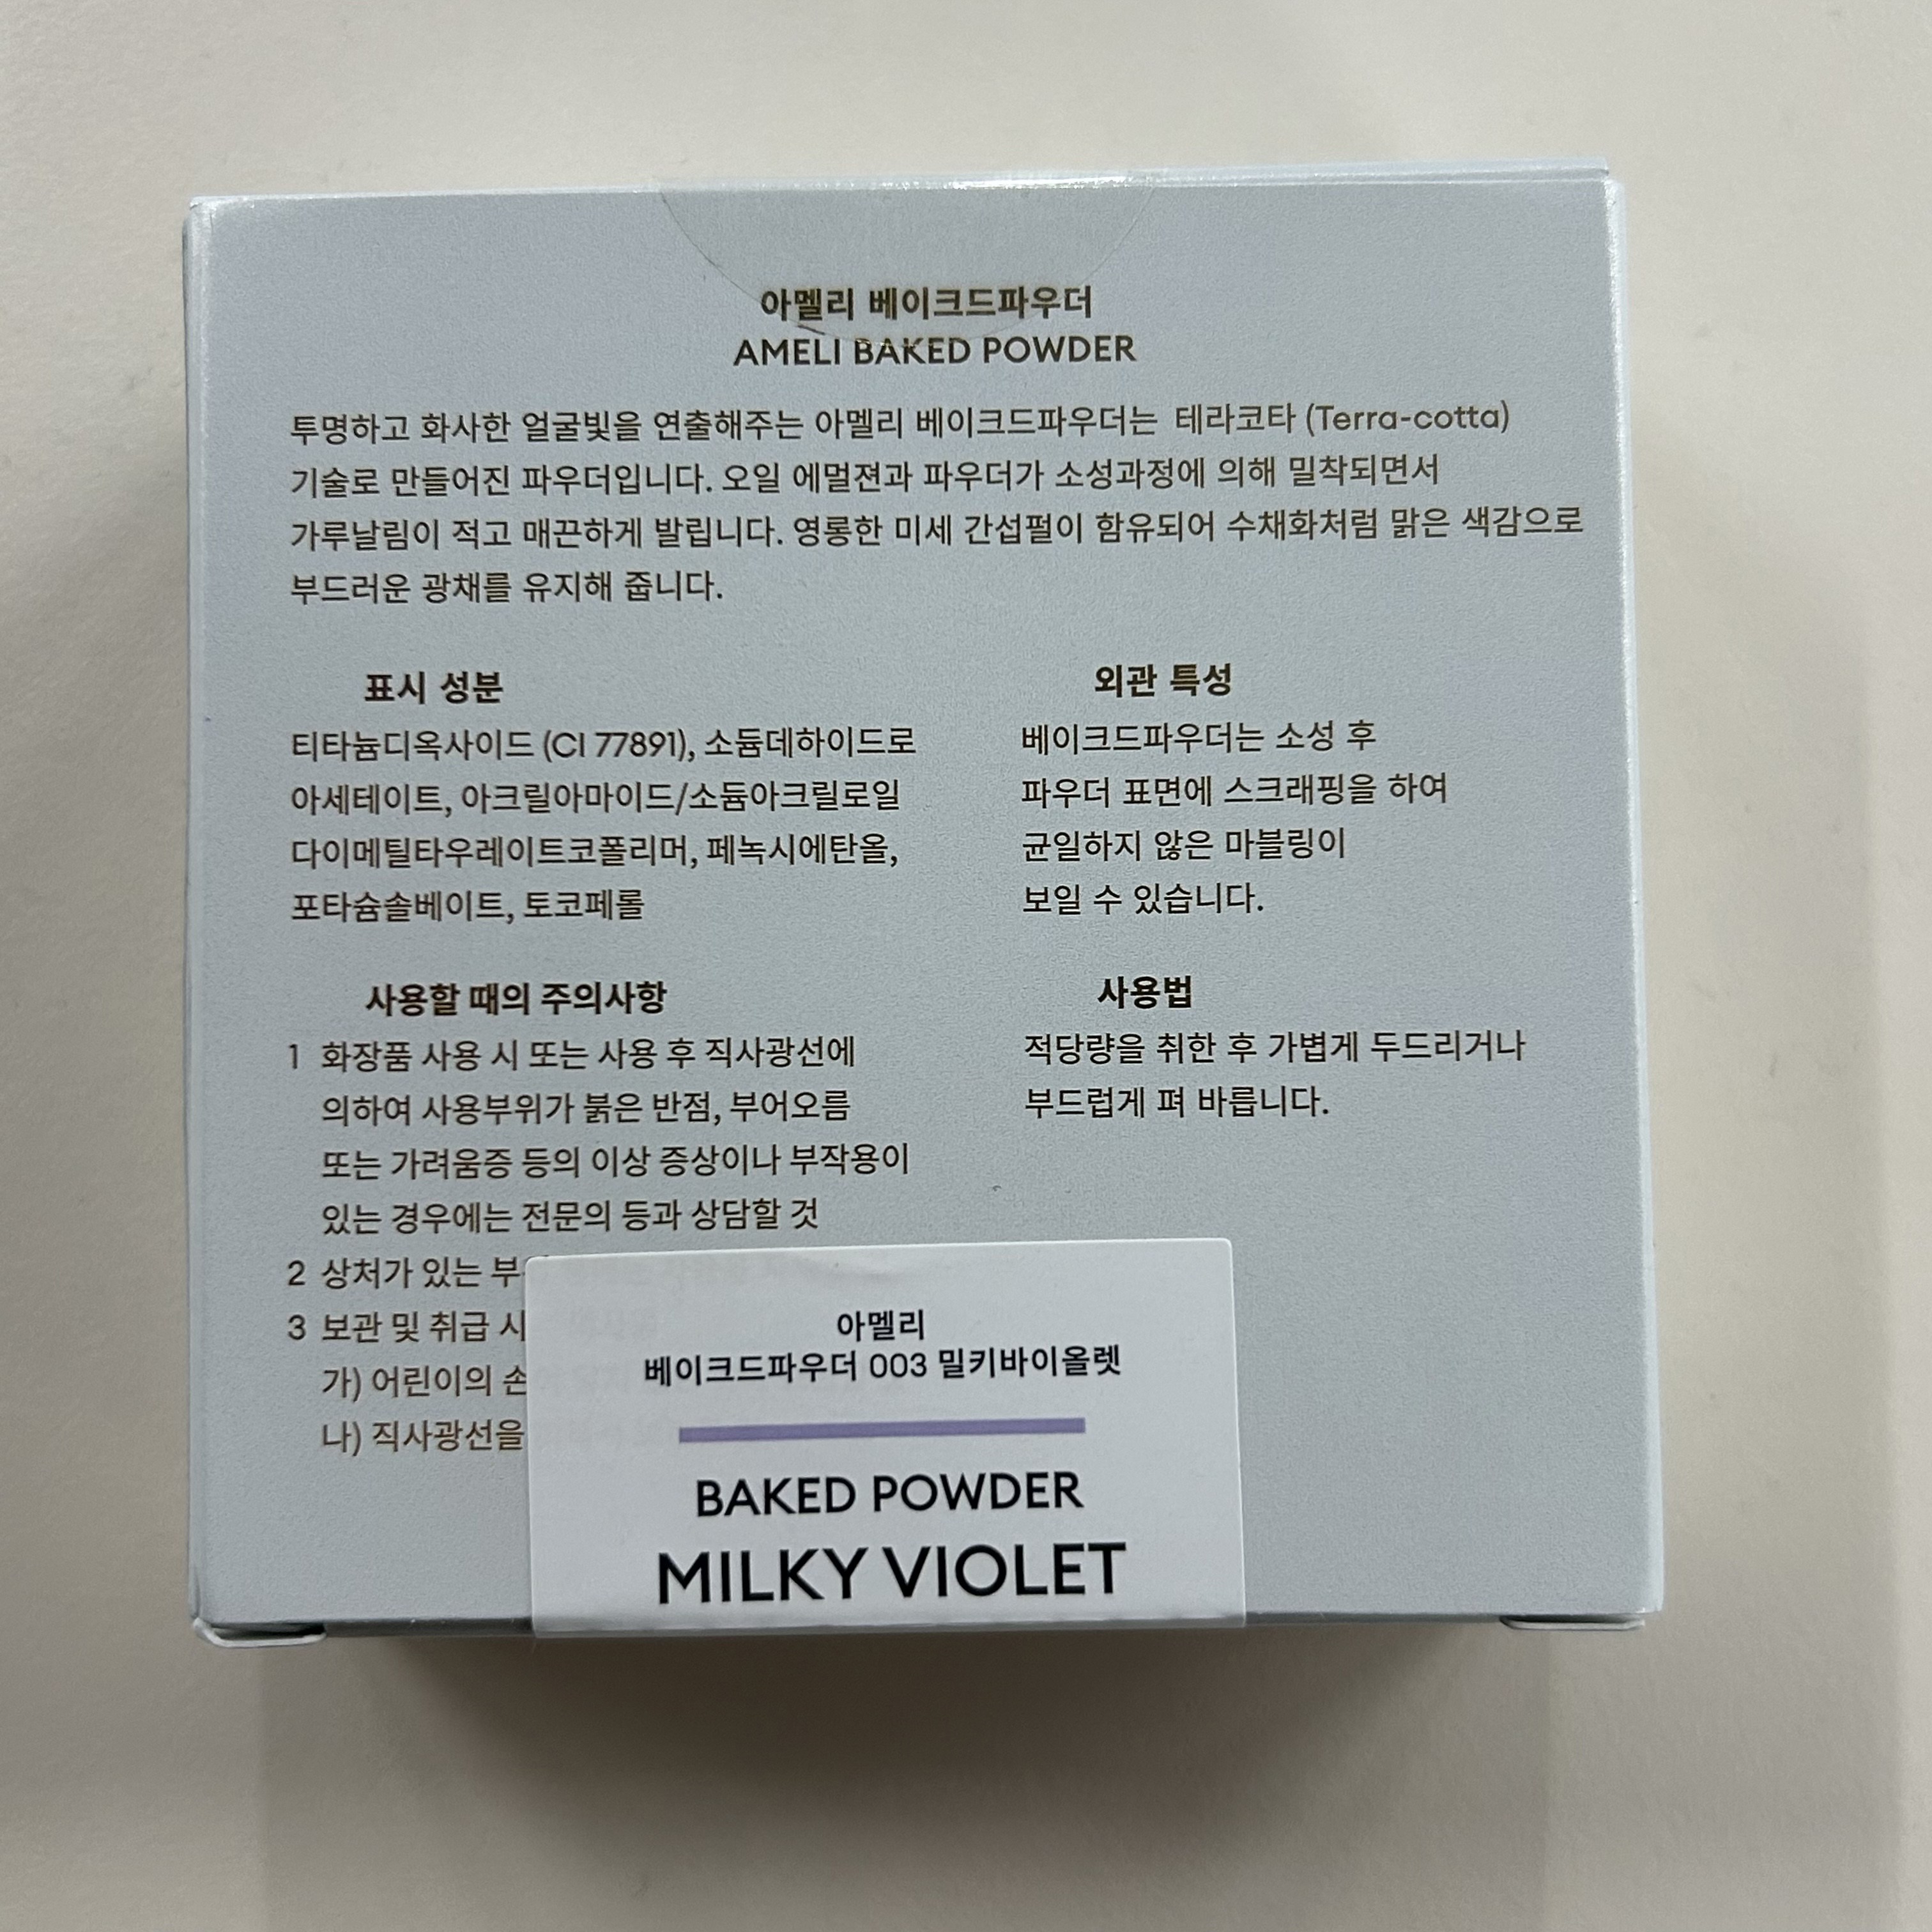 아멜리 베이크드파우더
AMELI BAKED POWDER
투명하고 화사한 얼굴빛을 연출해주는 아멜리 베이크드파우더는 테라코타 (Terra-cotta)
기술로 만들어진 파우더입니다. 오일 에멀젼과 파우더가 소성과정에 의해 밀착되면서
가루날림이 적고 매끈하게 발립니다. 영롱한 미세 간섭펄이 함유되어 수채화처럼 맑은 색감으로
부드러운 광채를 유지해 줍니다.
표시 성분
티타늄디옥사이드 (CI 77891), 소듐데하이드로
아세테이트, 아크릴아마이드/소듐아크릴로일
다이메틸타우레이트코폴리머, 페녹시에탄올,
포타슘솔베이트, 토코페롤
외관 특성
베이크드파우더는 소성 후
파우더 표면에 스크래핑을 하여
균일하지 않은 마블링이
보일 수 있습니다.
사용할 때의 주의사항
1 화장품 사용 시 또는 사용 후 직사광선에
의하여 사용부위가 붉은 반점, 부어오름
또는 가려움증 등의 이상 증상이나 부작용이
있는 경우에는 전문의 등과 상담할 것
2 상처가 있는
3 보관 및 취급 시
가) 어린이의 손
나) 직사광선을
사용법
적당량을 취한 후 가볍게 두드리거나
부드럽게 펴 바릅니다.
아멜리
베이크드파우더 003 밀키바이올렛
BAKED POWDER
MILKY VIOLET